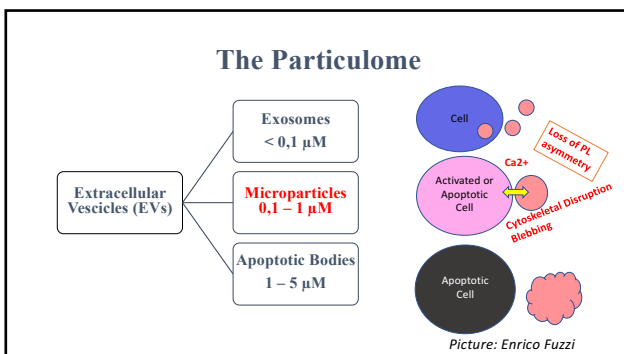 The Particulome
Exosomes
< 0,1 µM
Extracellular
Vescicles (EVs)
Microparticles
0,1 – 1 µM
Apoptotic Bodies
1 – 5 µM
Cell
Loss of PL
asymmetry
Ca2+
Activated or
Apoptotic
Cell
Cytoskeletal Disruption
Blebbing
Apoptotic
Cell
Picture: Enrico Fuzzi